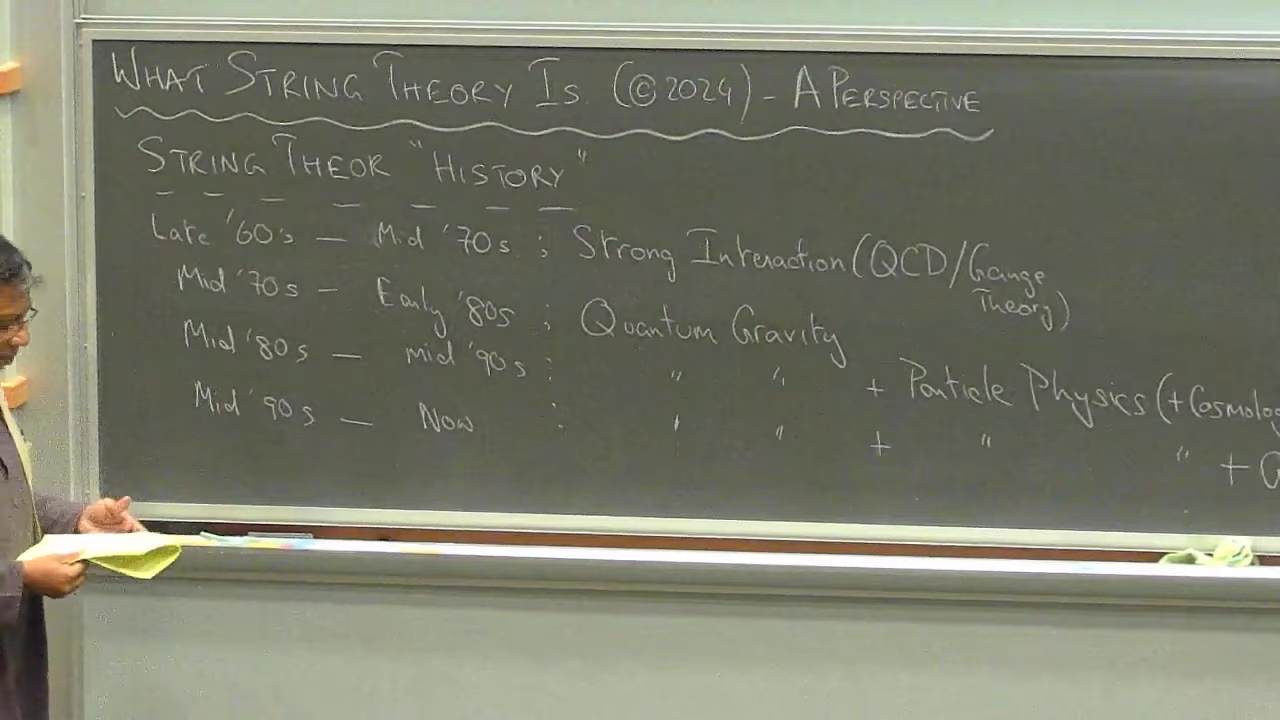 WHAT STRING THEORY IS. (©2024) - A PERSPECTIVE
STRING THEOR "HISTORY"
Late '60s — Mid '70s : Strong Interaction (QCD/Gauge Theory)
Mid '70s — Early '80s : Quantum Gravity
Mid '80s — mid '90s : " " + Particle Physics (+Cosmolog
Mid '90s — Now : " " + " " +